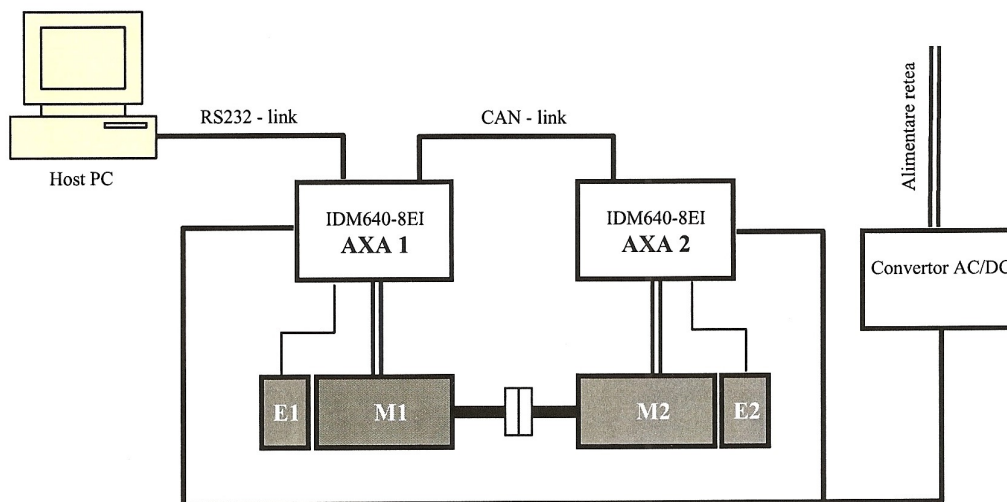 RS232 - link
CAN - link
Host PC
Alimentare retea
IDM640-8EI
AXA 1
IDM640-8EI
AXA 2
Convertor AC/DC
E1
M1
M2
E2